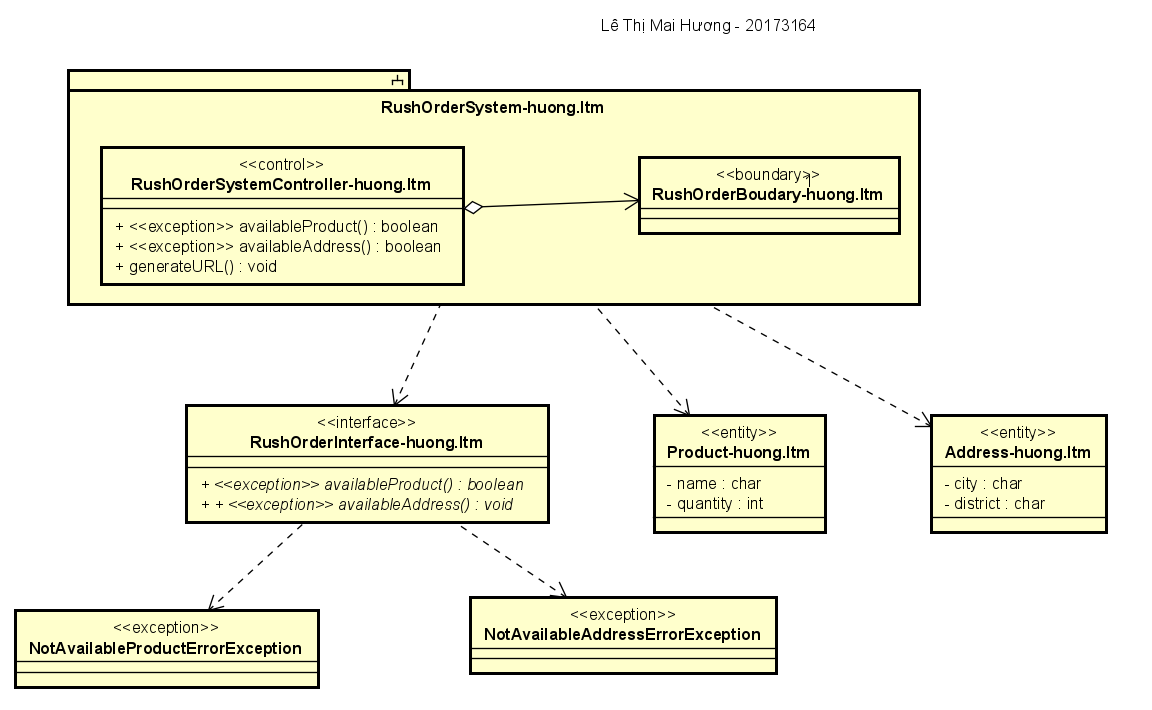 Lê Thị Mai Hương - 20173164
RushOrderSystem-huong.ltm
<<control>>
RushOrderSystemController-huong.ltm
+ <<exception>> availableProduct() : boolean
+ <<exception>> availableAddress() : boolean
+ generateURL() : void
<<boundary>>
RushOrderBoudary-huong.ltm
<<interface>>
RushOrderInterface-huong.ltm
+ <<exception>> availableProduct() : boolean
+ + <<exception>> availableAddress() : void
<<entity>>
Product-huong.ltm
- name : char
- quantity : int
<<entity>>
Address-huong.ltm
- city : char
- district : char
<<exception>>
NotAvailableProductErrorException
<<exception>>
NotAvailableAddressErrorException